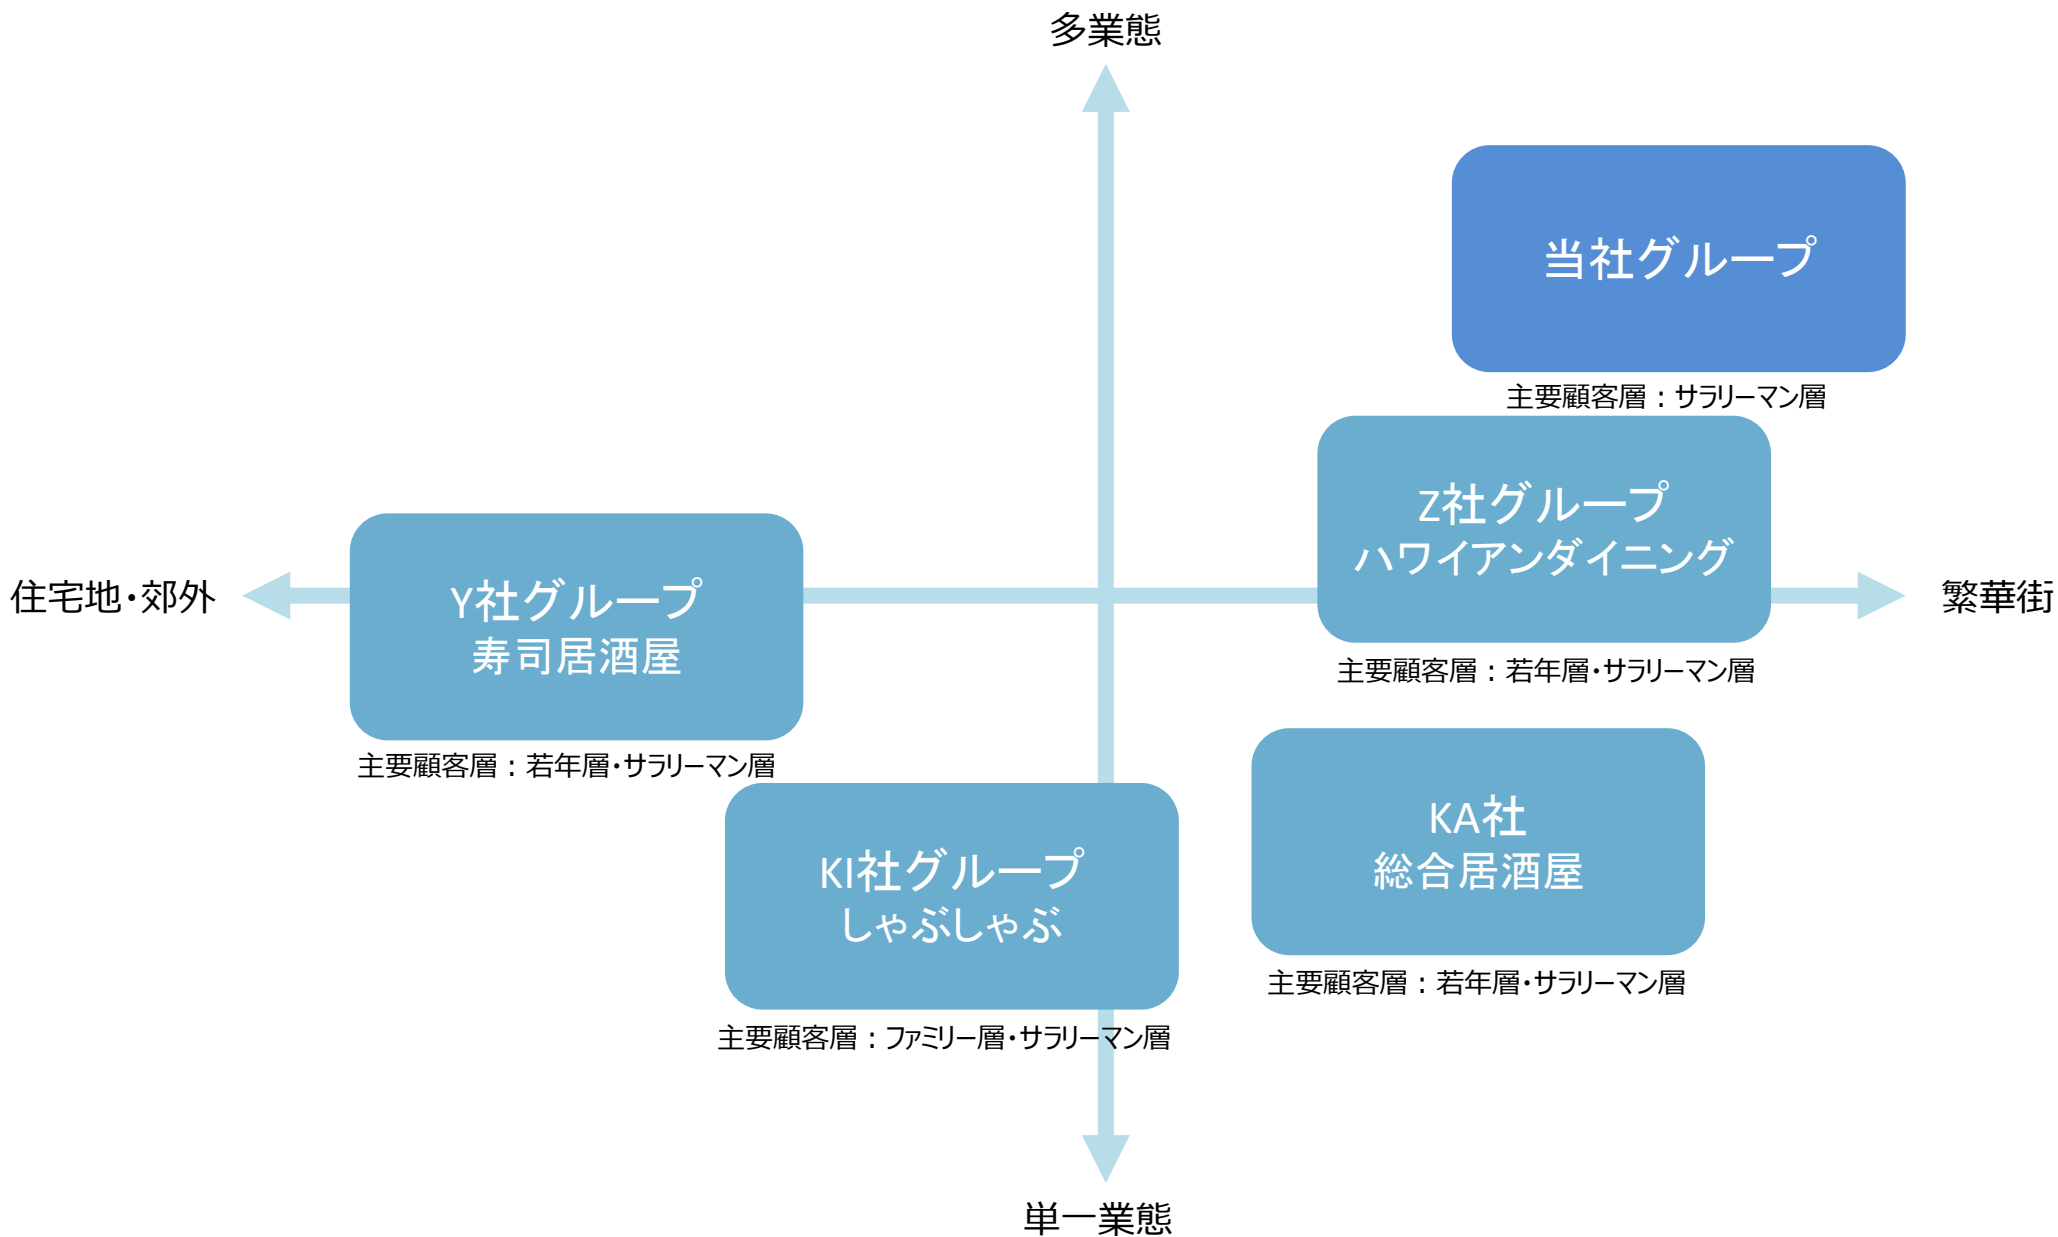 多業態
当社グループ
主要顧客層：サラリーマン層
Z社グループ
ハワイアンダイニング
主要顧客層：若年層・サラリーマン層
住宅地・郊外
Y社グループ
寿司居酒屋
主要顧客層：若年層・サラリーマン層
繁華街
KI社グループ
しゃぶしゃぶ
主要顧客層：ファミリー層・サラリーマン層
KA社
総合居酒屋
主要顧客層：若年層・サラリーマン層
単一業態